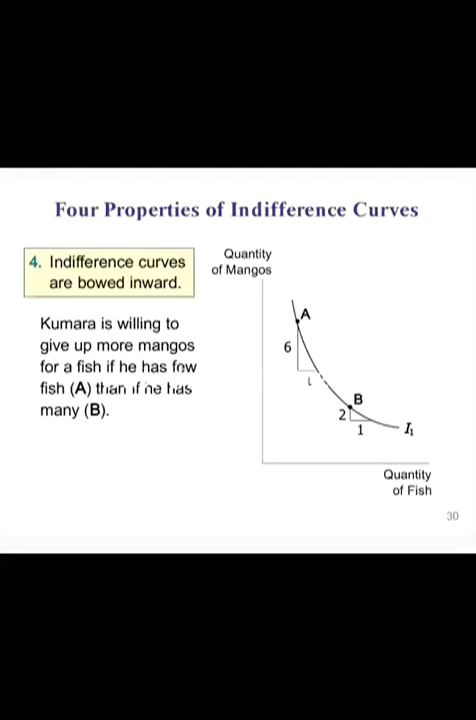 Four Properties of Indifference Curves
4. Indifference curves
are bowed inward.
Kumara is willing to
give up more mangos
for a fish if he has few
fish (A) than if he has
many (B).
Quantity
of Mangos
A
6
1
B
2
1
I₁
Quantity
of Fish
30